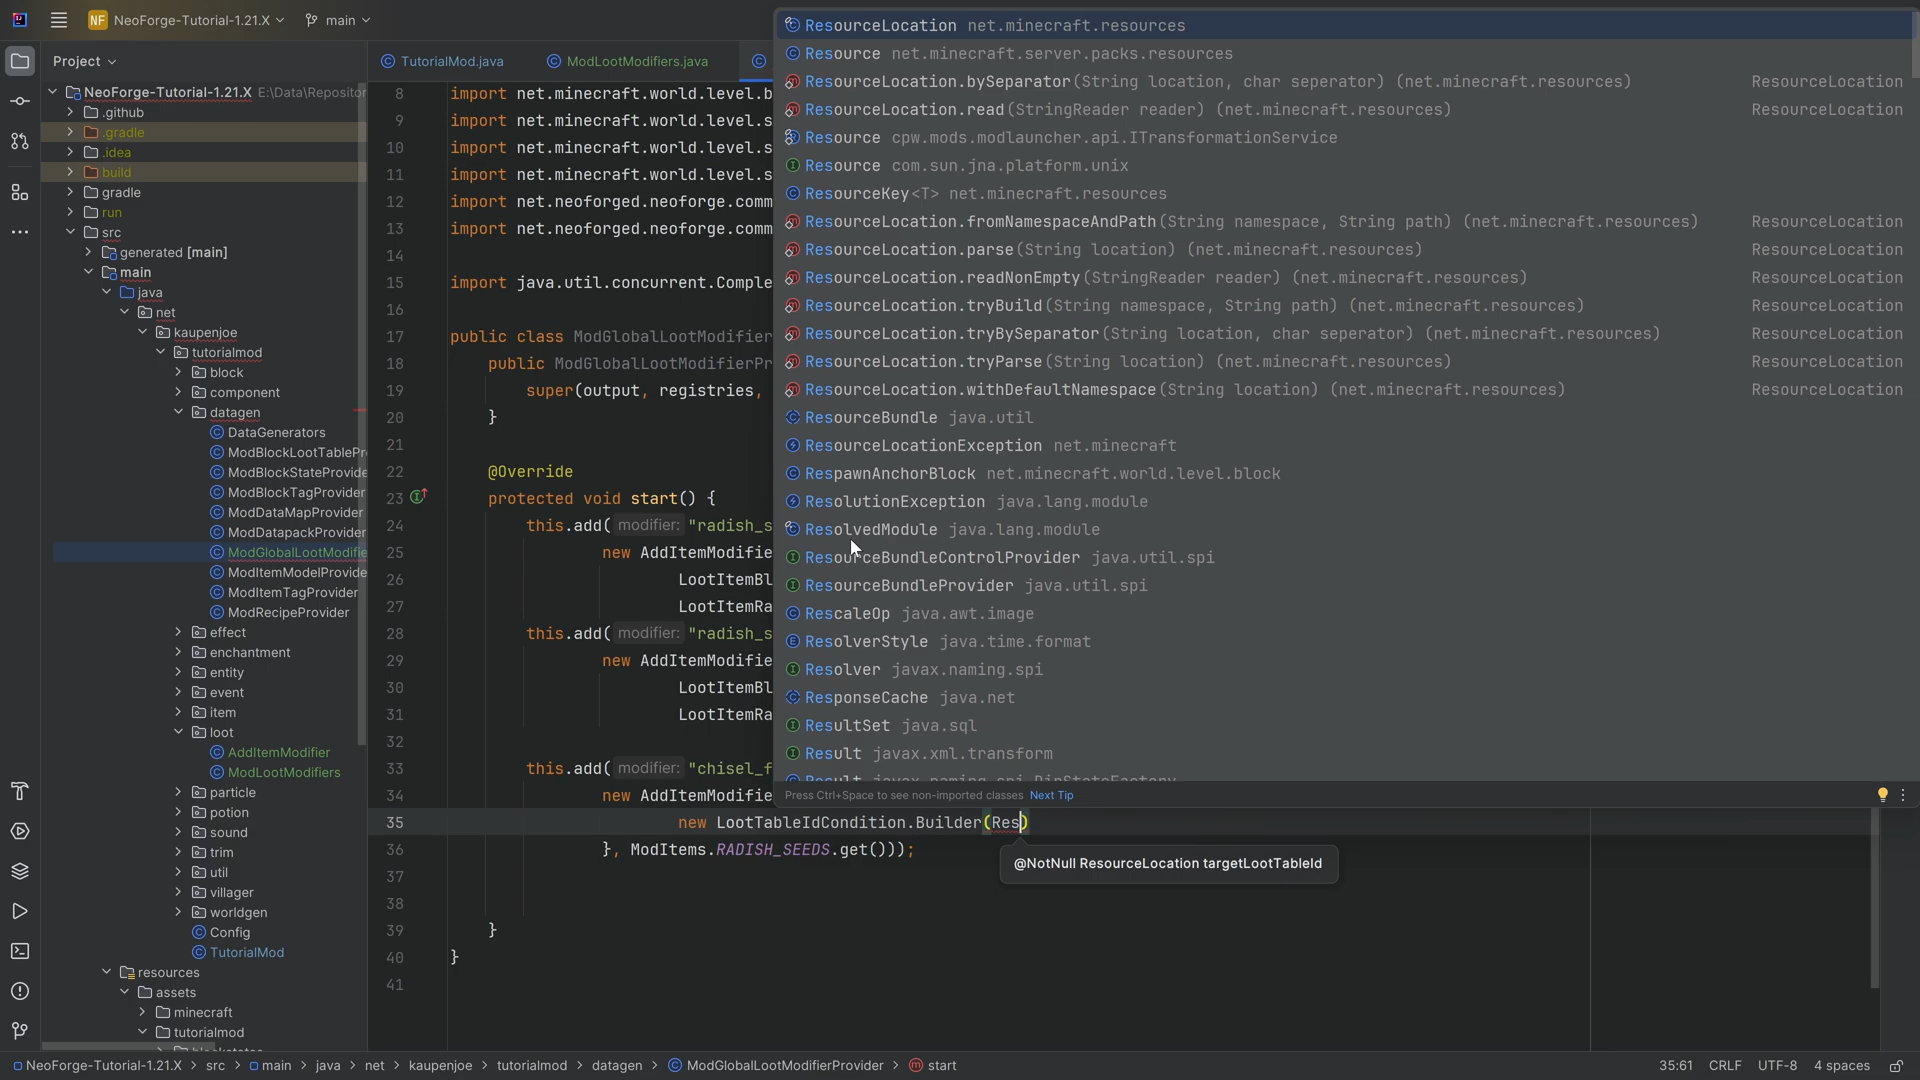 NF NeoForge-Tutorial-1.21.X main
Project
NeoForge-Tutorial-1.21.X E:\Data\Repositor
.github
.gradle
.idea
build
gradle
run
src
generated [main]
main
java
net
kaupenjoe
tutorialmod
block
component
datagen
DataGenerators
ModBlockLootTablePr
ModBlockStateProvide
ModBlockTagProvider
ModDataMapProvider
ModDatapackProvider
ModGlobalLootModifie
ModItemModelProvide
ModItemTagProvider
ModRecipeProvider
effect
enchantment
entity
event
item
loot
AddItemModifier
ModLootModifiers
particle
potion
sound
trim
util
villager
worldgen
Config
TutorialMod
resources
assets
minecraft
tutorialmod
TutorialMod.java ModLootModifiers.java
8 import net.minecraft.world.level.b
9 import net.minecraft.world.level.s
10 import net.minecraft.world.level.s
11 import net.minecraft.world.level.s
12 import net.neoforged.neoforge.comm
13 import net.neoforged.neoforge.comm
14
15 import java.util.concurrent.Comple
16
17 public class ModGlobalLootModifier
18 public ModGlobalLootModifierPr
19 super(output, registries,
20 }
21
22 @Override
23 protected void start() {
24 this.add( modifier: "radish_s
25 new AddItemModifie
26 LootItemBl
27 LootItemRa
28 this.add( modifier: "radish_s
29 new AddItemModifie
30 LootItemBl
31 LootItemRa
32
33 this.add( modifier: "chisel_f
34 new AddItemModifie
35 new LootTableIdCondition.Builder(Res)
36 }, ModItems.RADISH_SEEDS.get()));
37
38
39 }
40 }
41
ResourceLocation net.minecraft.resources
Resource net.minecraft.server.packs.resources
ResourceLocation.bySeparator(String location, char seperator) (net.minecraft.resources) ResourceLocation
ResourceLocation.read(StringReader reader) (net.minecraft.resources) ResourceLocation
Resource cpw.mods.modlauncher.api.ITransformationService
Resource com.sun.jna.platform.unix
ResourceKey<T> net.minecraft.resources
ResourceLocation.fromNamespaceAndPath(String namespace, String path) (net.minecraft.resources) ResourceLocation
ResourceLocation.parse(String location) (net.minecraft.resources) ResourceLocation
ResourceLocation.readNonEmpty(StringReader reader) (net.minecraft.resources) ResourceLocation
ResourceLocation.tryBuild(String namespace, String path) (net.minecraft.resources) ResourceLocation
ResourceLocation.tryBySeparator(String location, char seperator) (net.minecraft.resources) ResourceLocation
ResourceLocation.tryParse(String location) (net.minecraft.resources) ResourceLocation
ResourceLocation.withDefaultNamespace(String location) (net.minecraft.resources) ResourceLocation
ResourceBundle java.util
ResourceLocationException net.minecraft
RespawnAnchorBlock net.minecraft.world.level.block
ResolutionException java.lang.module
ResolvedModule java.lang.module
ResourceBundleControlProvider java.util.spi
ResourceBundleProvider java.util.spi
RescaleOp java.awt.image
ResolverStyle java.time.format
Resolver javax.naming.spi
ResponseCache java.net
ResultSet java.sql
Result javax.xml.transform
Result javax.naming.spi.DirStateFactory
Press Ctrl+Space to see non-imported classes Next Tip
@NotNull ResourceLocation targetLootTableId
NeoForge-Tutorial-1.21.X > src > main > java > net > kaupenjoe > tutorialmod > datagen > ModGlobalLootModifierProvider > start 35:61 CRLF UTF-8 4 spaces